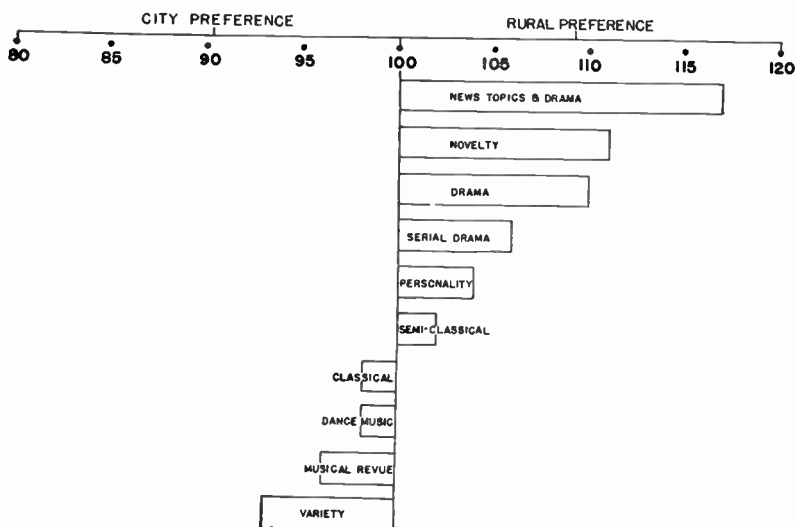 CITY PREFERENCE RURAL PREFERENCE
80 85 90 95 100 105 110 115 120
NEWS TOPICS & DRAMA
NOVELTY
DRAMA
SERIAL DRAMA
PERSONALITY
SEMI-CLASSICAL
CLASSICAL
DANCE MUSIC
MUSICAL REVUE
VARIETY